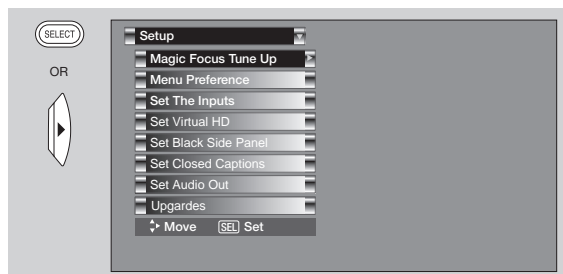 SELECT
OR
Setup
Magic Focus Tune Up
Menu Preference
Set The Inputs
Set Virtual HD
Set Black Side Panel
Set Closed Captions
Set Audio Out
Upgardes
Move SEL Set